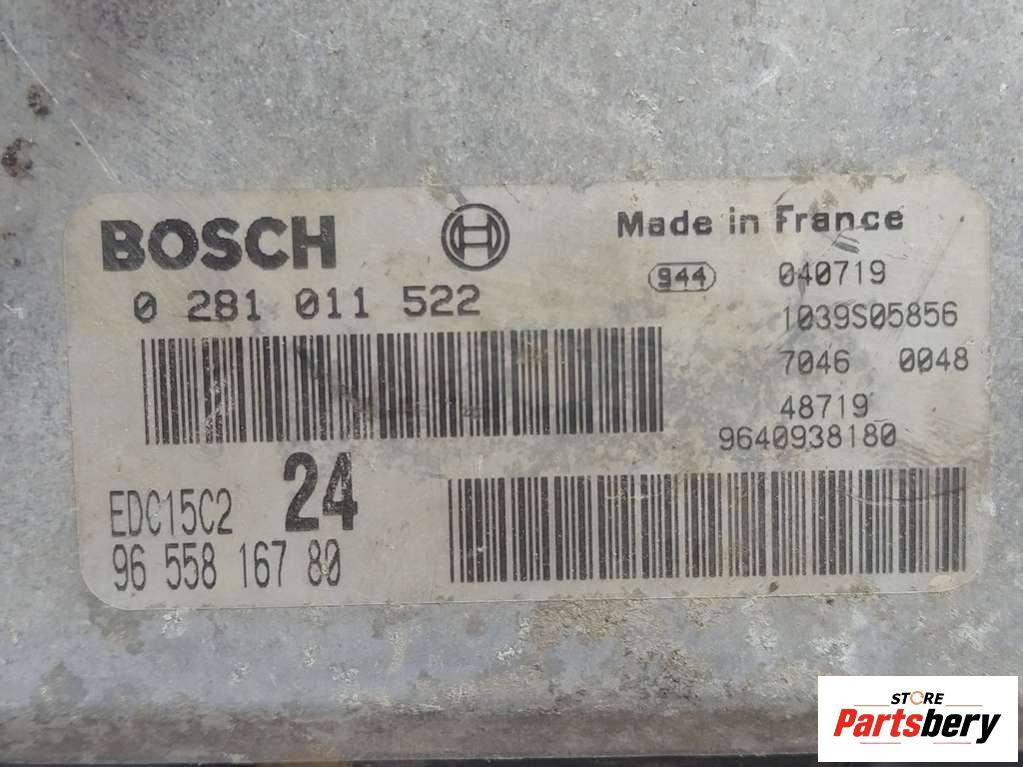 BOSCH
0 281 011 522
Made in France
944
040719
1039S05856
7046 0048
48719
9640938180
EDC15C2
24
96 558 167 80
STORE
Partsbery